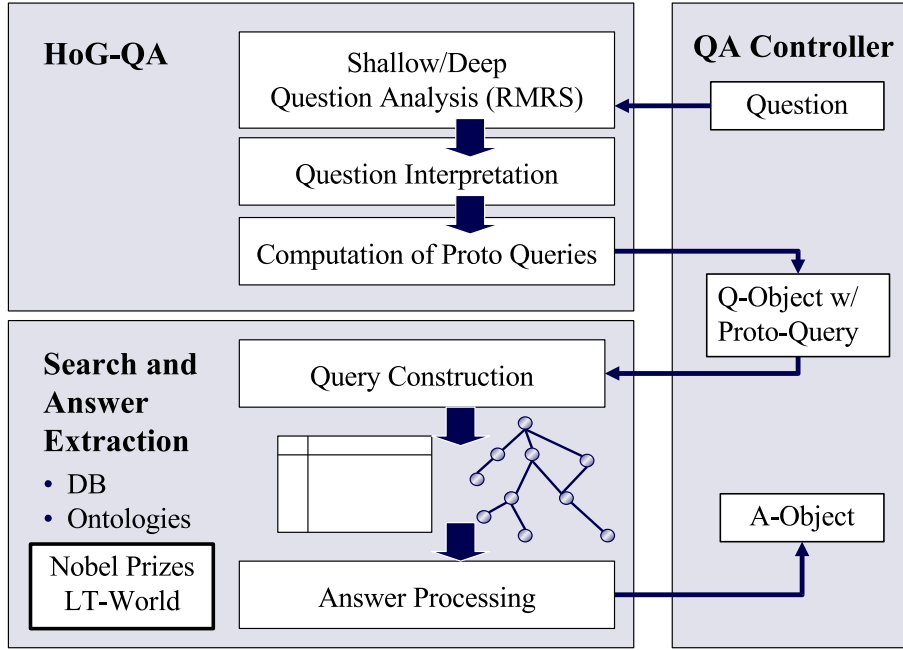 HoG-QA
Shallow/Deep
Question Analysis (RMRS)
Question Interpretation
Computation of Proto Queries
QA Controller
Question
Q-Object w/
Proto-Query
Search and
Answer
Extraction
• DB
• Ontologies
Nobel Prizes
LT-World
Query Construction
Answer Processing
A-Object